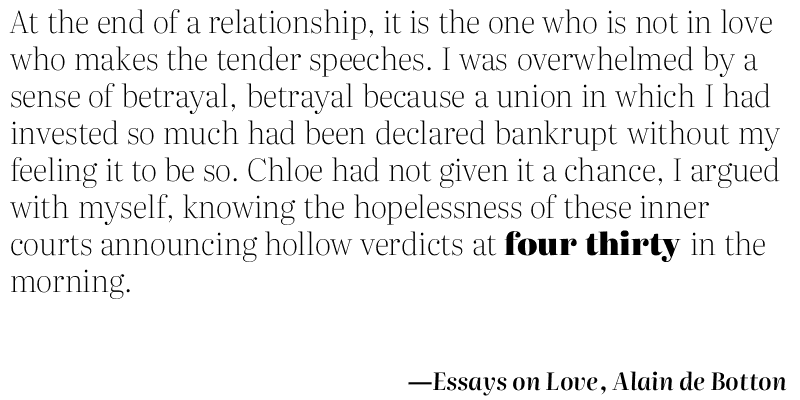 At the end of a relationship, it is the one who is not in love
who makes the tender speeches. I was overwhelmed by a
sense of betrayal, betrayal because a union in which I had
invested so much had been declared bankrupt without my
feeling it to be so. Chloe had not given it a chance, I argued
with myself, knowing the hopelessness of these inner
courts announcing hollow verdicts at four thirty in the
morning.
—Essays on Love, Alain de Botton